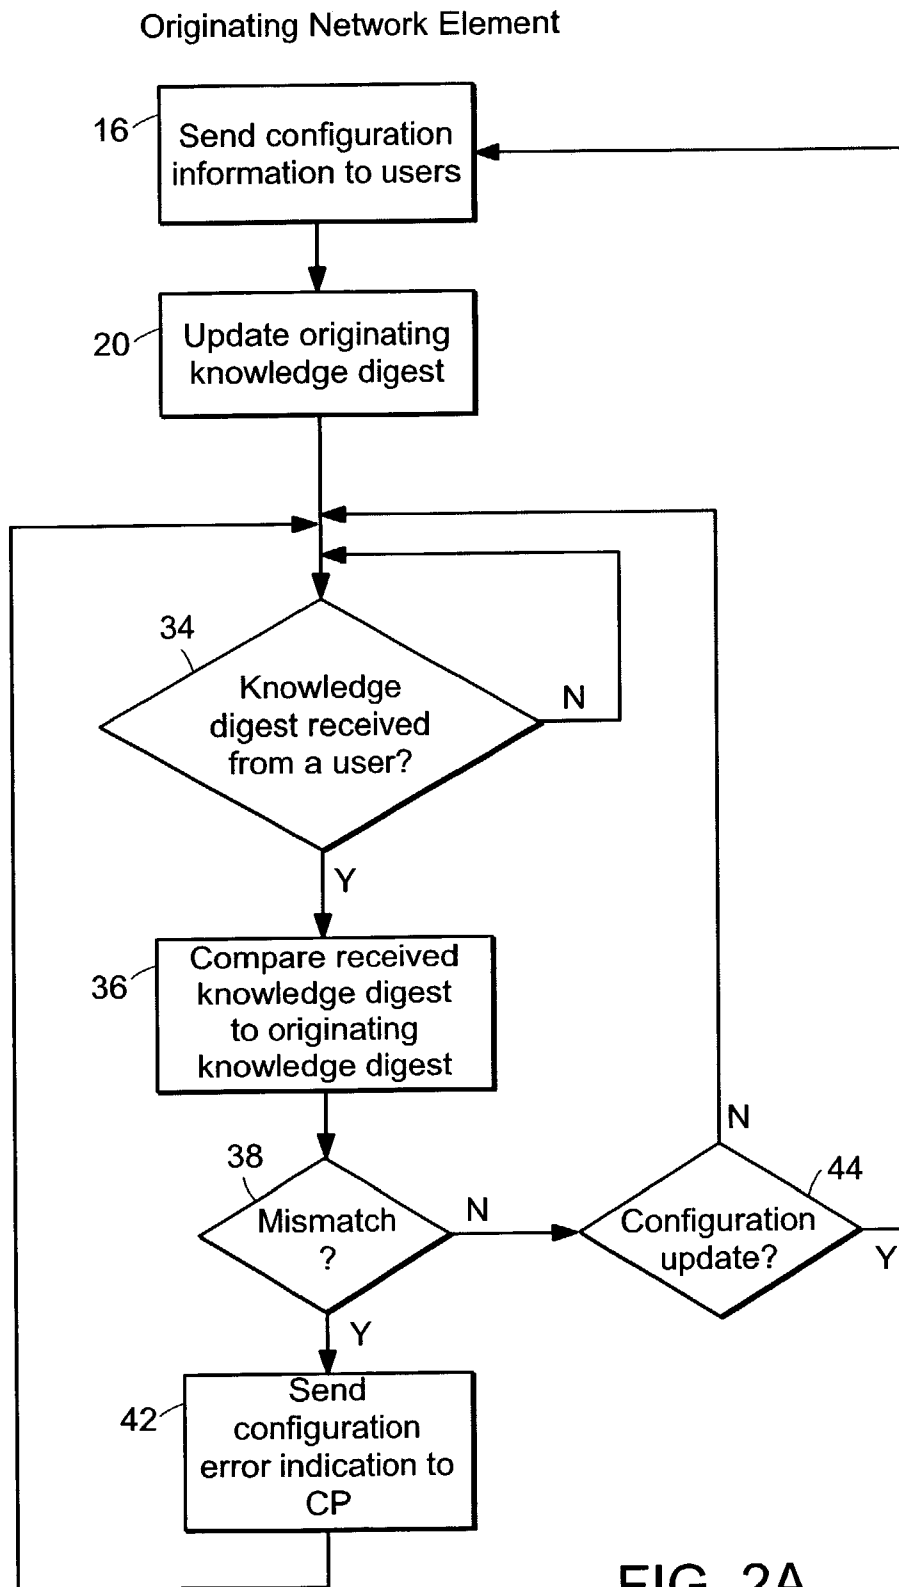 Originating Network Element
16
Send configuration
information to users
20
Update originating
knowledge digest
34
Knowledge
digest received
from a user?
N
Y
36
Compare received
knowledge digest
to originating
knowledge digest
N
38
Mismatch
?
N
44
Configuration
update?
Y
Y
42
Send
configuration
error indication to
CP
FIG. 2A